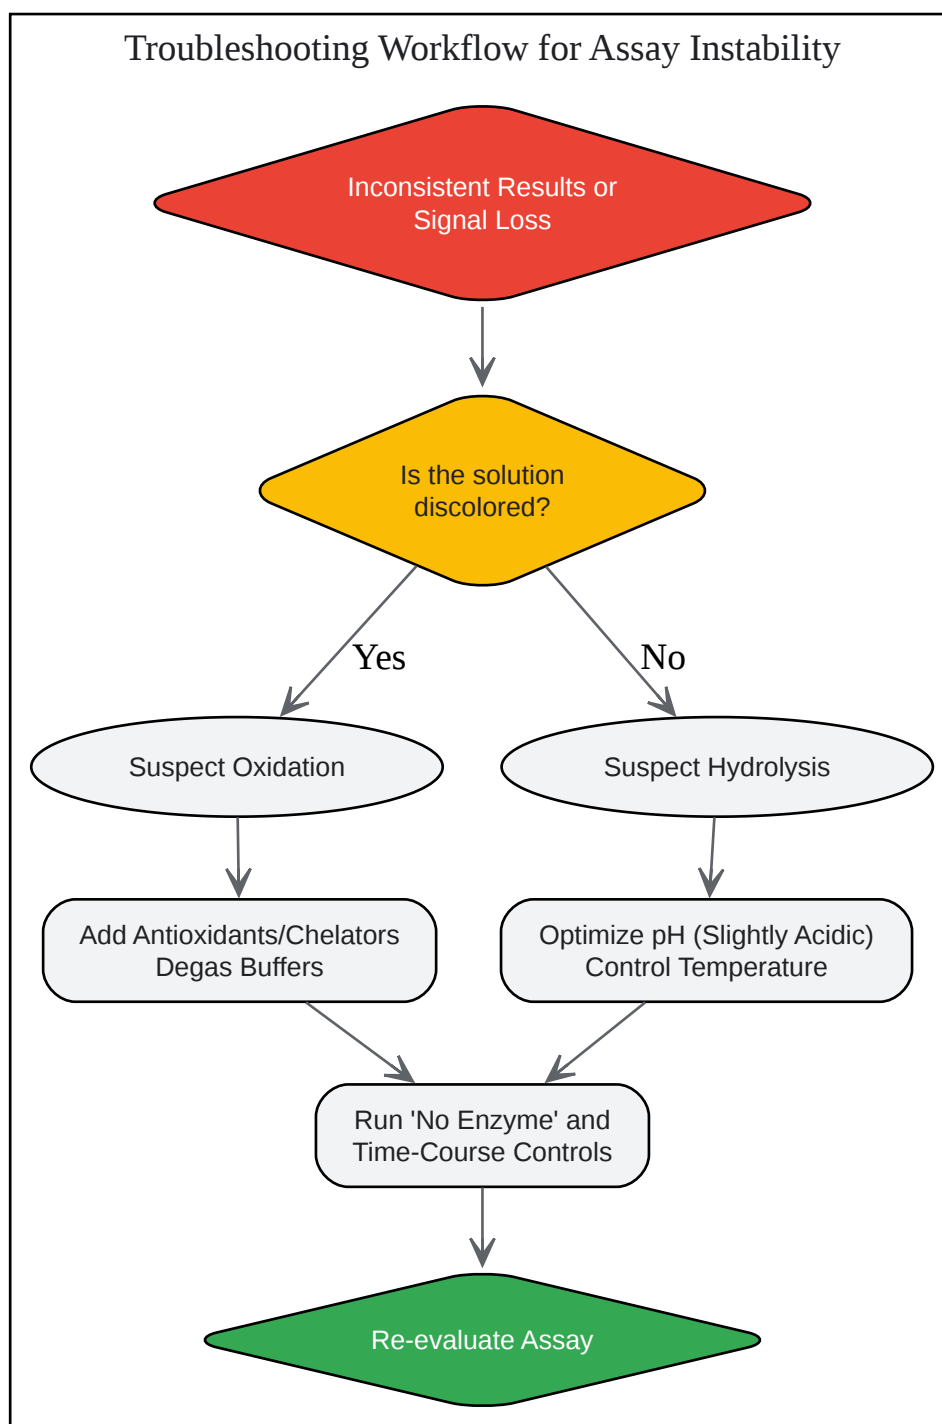 Troubleshooting Workflow for Assay Instability
Inconsistent Results or
Signal Loss
Is the solution
discolored?
Yes
No
Suspect Oxidation
Suspect Hydrolysis
Add Antioxidants/Chelators
Degas Buffers
Optimize pH (Slightly Acidic)
Control Temperature
Run 'No Enzyme' and
Time-Course Controls
Re-evaluate Assay